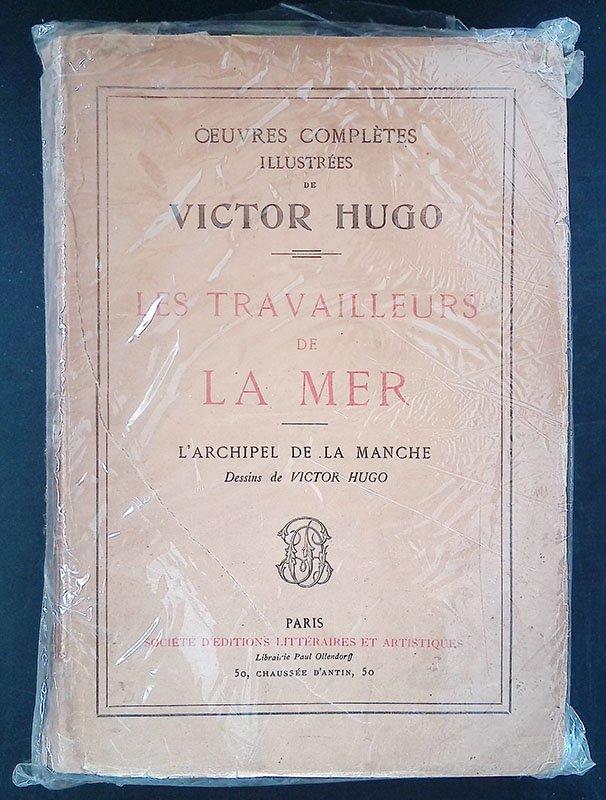 OEUVRES COMPLÈTES
ILLUSTRÉES
DE
VICTOR HUGO
LES TRAVAILLEURS
DE
LA MER
L'ARCHIPEL DE LA MANCHE
Dessins de VICTOR HUGO
PARIS
SOCIÉTÉ D'ÉDITIONS LITTÉRAIRES ET ARTISTIQUES
Librairie Paul Ollendorff
50, CHAUSSÉE D'ANTIN, 50